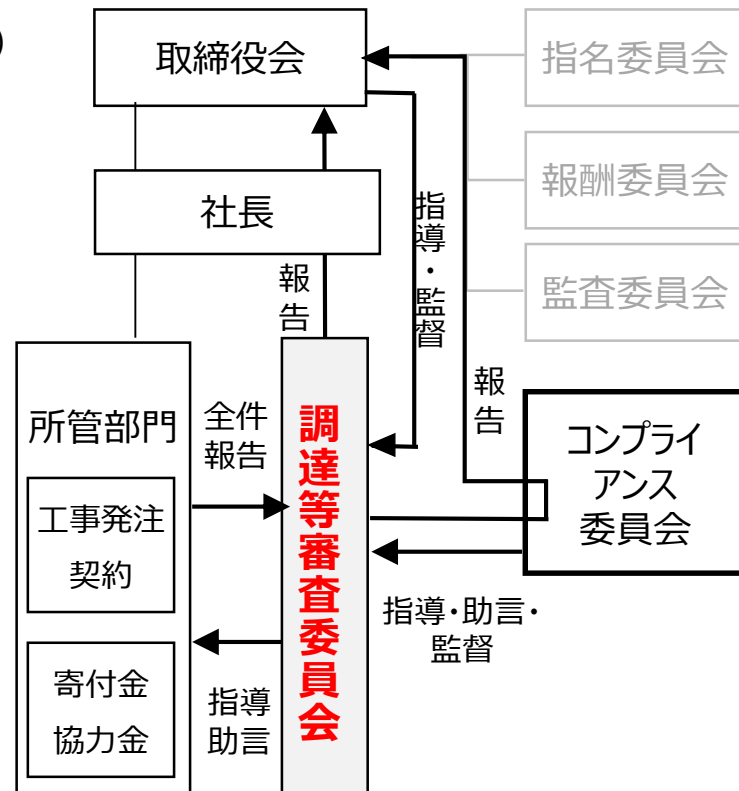 )
取締役会
指名委員会
報酬委員会
社長
指導・監督
報告
監査委員会
報告
所管部門
全件
報告
調達等審査委員会
コンプライ
アンス
委員会
工事発注
契約
指導・助言・
監督
寄付金
協力金
指導
助言